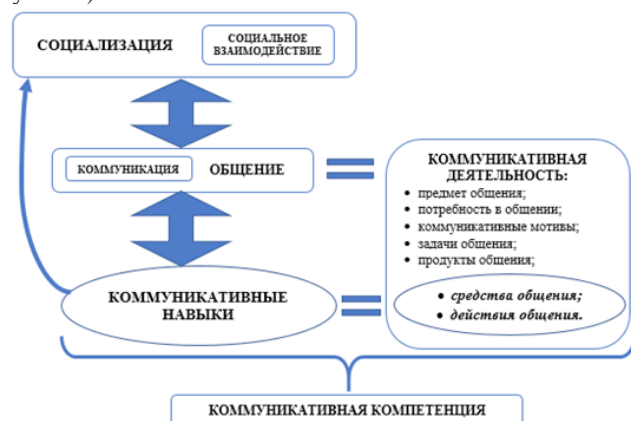 СОЦИАЛИЗАЦИЯ
СОЦИАЛЬНОЕ
ВЗАИМОДЕЙСТВИЕ
КОММУНИКАЦИЯ
ОБЩЕНИЕ
КОММУНИКАТИВНАЯ
ДЕЯТЕЛЬНОСТЬ:
• предмет общения;
• потребность в общении;
• коммуникативные мотивы;
• задачи общения;
• продукты общения;
• средства общения;
• действия общения.
КОММУНИКАТИВНЫЕ
НАВЫКИ
КОММУНИКАТИВНАЯ КОМПЕТЕНЦИЯ